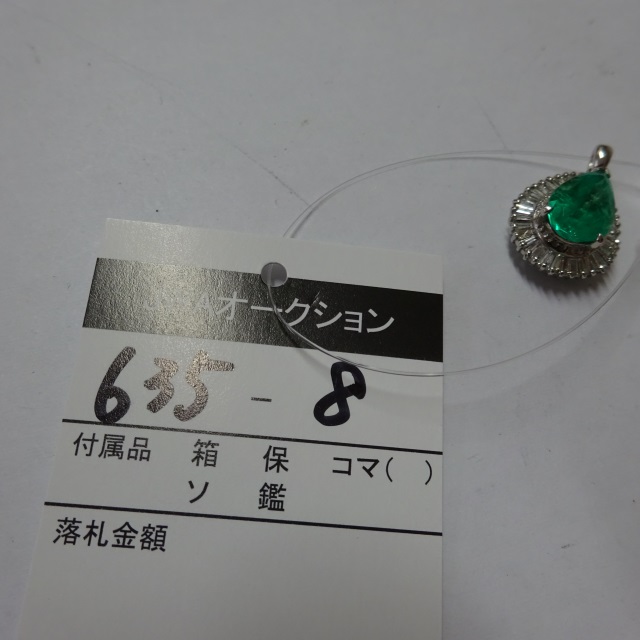 Aオークション
635 - 8
付属品 箱 保 コマ( )
ソ 鑑
落札金額